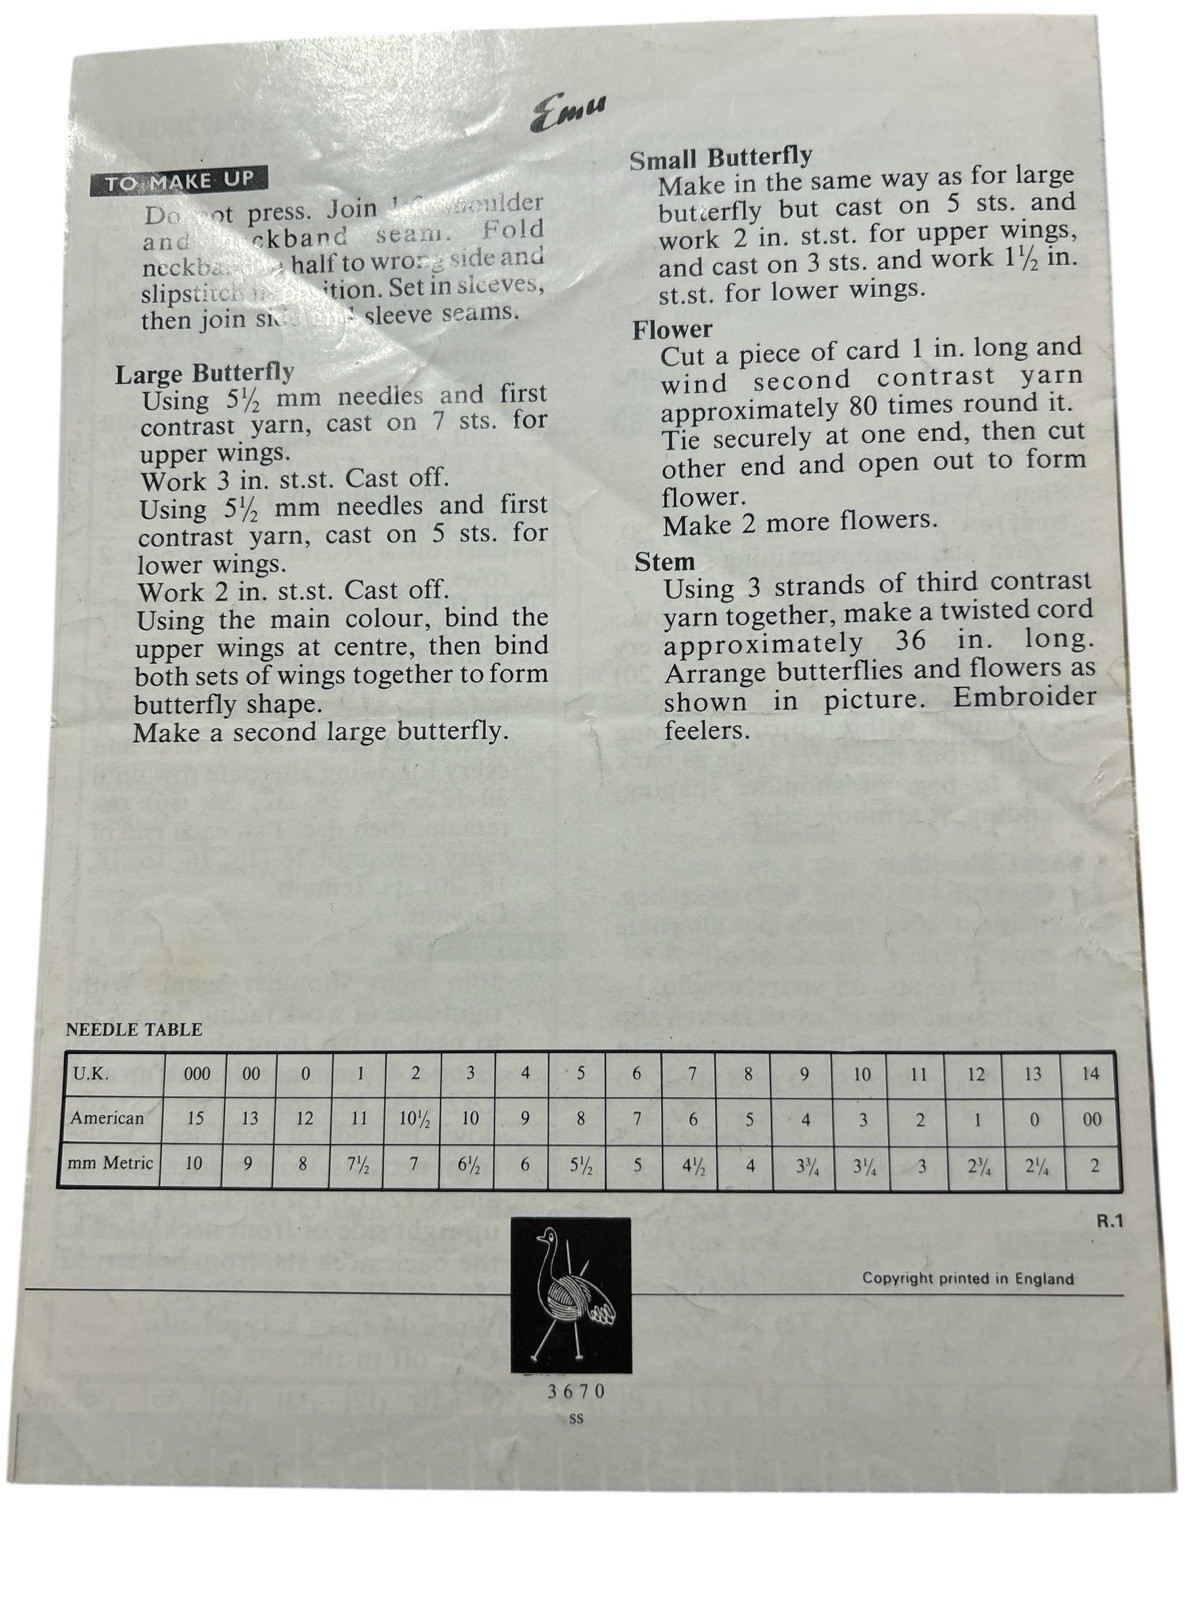 Emu
TO MAKE UP
Do not press. Join left shoulder
and neckband seam. Fold
neckband in half to wrong side and
slipstitch in position. Set in sleeves,
then join side and sleeve seams.
Large Butterfly
Using 5½ mm needles and first
contrast yarn, cast on 7 sts. for
upper wings.
Work 3 in. st.st. Cast off.
Using 5½ mm needles and first
contrast yarn, cast on 5 sts. for
lower wings.
Work 2 in. st.st. Cast off.
Using the main colour, bind the
upper wings at centre, then bind
both sets of wings together to form
butterfly shape.
Make a second large butterfly.
Small Butterfly
Make in the same way as for large
butterfly but cast on 5 sts. and
work 2 in. st.st. for upper wings,
and cast on 3 sts. and work 1½ in.
st.st. for lower wings.
Flower
Cut a piece of card 1 in. long and
wind second contrast yarn
approximately 80 times round it.
Tie securely at one end, then cut
other end and open out to form
flower.
Make 2 more flowers.
Stem
Using 3 strands of third contrast
yarn together, make a twisted cord
approximately 36 in. long.
Arrange butterflies and flowers as
shown in picture. Embroider
feelers.
NEEDLE TABLE
U.K. 000 00 0 1 2 3 4 5 6 7 8 9 10 11 12 13 14
American 15 13 12 11 10½ 10 9 8 7 6 5 4 3 2 1 0 00
mm Metric 10 9 8 7½ 7 6½ 6 5½ 5 4½ 4 3¾ 3¼ 3 2¾ 2¼ 2
R.1
Copyright printed in England
3670
SS